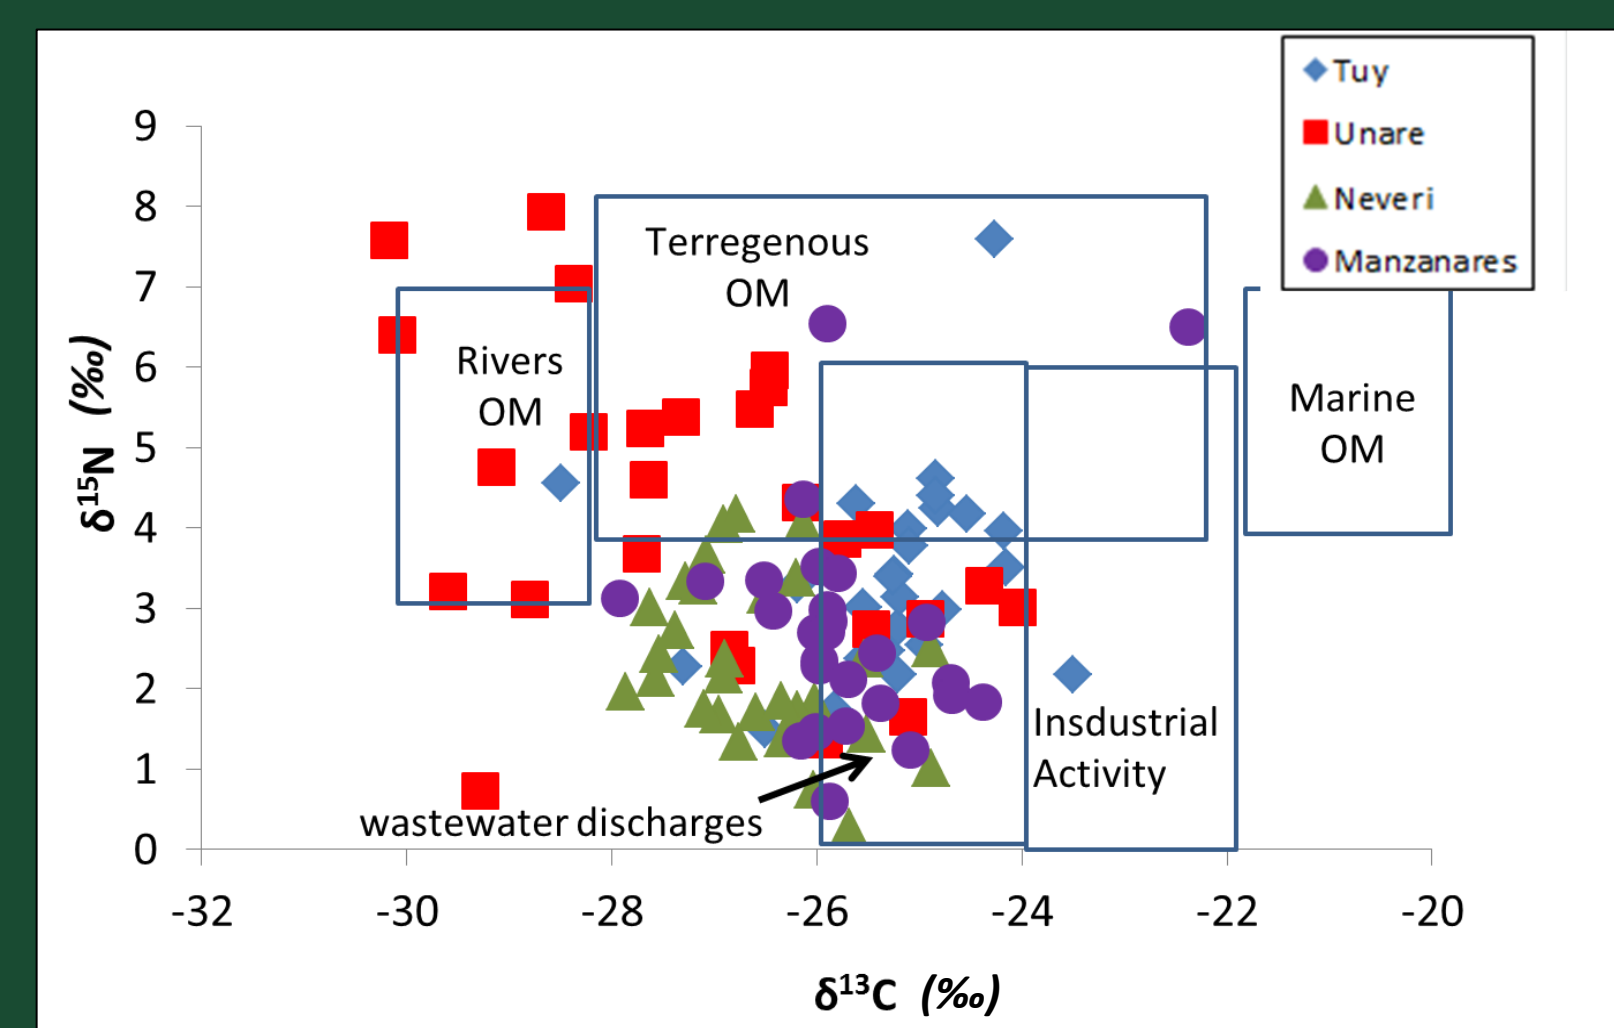 Tuy
Unare
Neveri
Manzanares
9
8
7
6
5
4
3
2
1
0
δ¹⁵N (‰)
Terregenous
OM
Rivers
OM
Marine
OM
Insdustrial
Activity
wastewater discharges
-32 -30 -28 -26 -24 -22 -20
δ¹³C (‰)